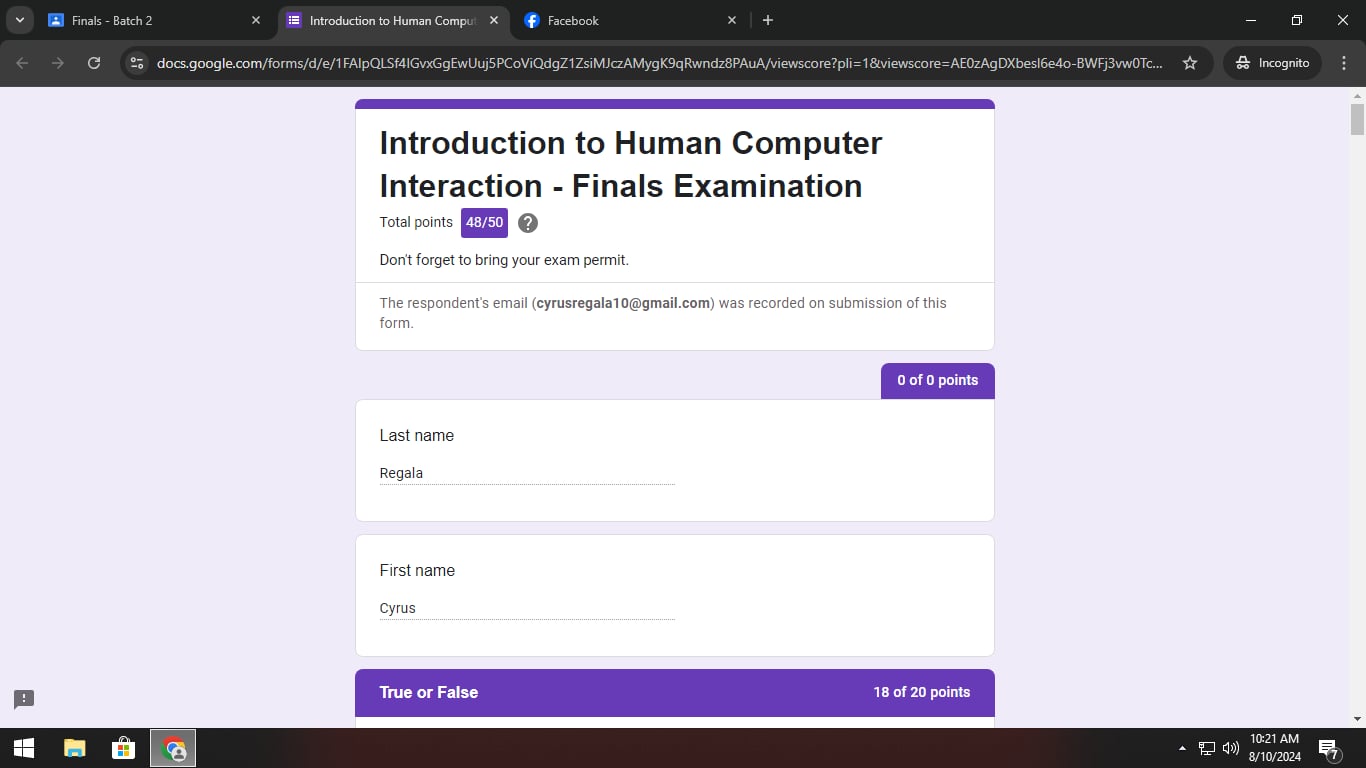 Finals - Batch 2
Introduction to Human Comput
Facebook
docs.google.com/forms/d/e/1FAIpQLSf4IGvxGgEwUuj5PCoViQdgZ1ZsiMJczAMygK9qRwndz8PAuA/viewscore?pli=1&viewscore=AE0zAgDXbesl6e4o-BWFj3vw0Tc...
Incognito
Introduction to Human Computer
Interaction - Finals Examination
Total points 48/50 ?
Don't forget to bring your exam permit.
The respondent's email (cyrusregala10@gmail.com) was recorded on submission of this
form.
0 of 0 points
Last name
Regala
First name
Cyrus
True or False 18 of 20 points
10:21 AM
8/10/2024
7